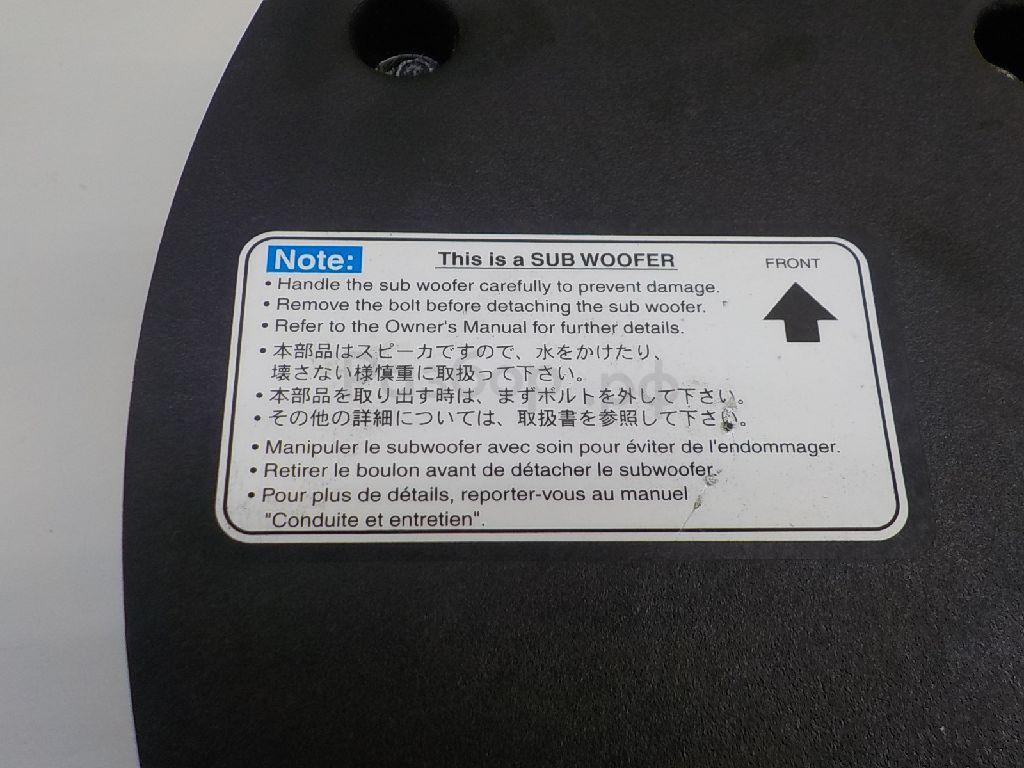 Note:
This is a SUB WOOFER
FRONT
• Handle the sub woofer carefully to prevent damage.
• Remove the bolt before detaching the sub woofer.
• Refer to the Owner's Manual for further details.
• 本部品はスピーカですので、水をかけたり、
壊さない様慎重に取扱って下さい。
• 本部品を取り出す時は、まずボルトを外して下さい。
• その他の詳細については、取扱書を参照して下さい。
• Manipuler le subwoofer avec soin pour éviter de l'endommager.
• Retirer le boulon avant de détacher le subwoofer.
• Pour plus de détails, reporter-vous au manuel
"Conduite et entretien".